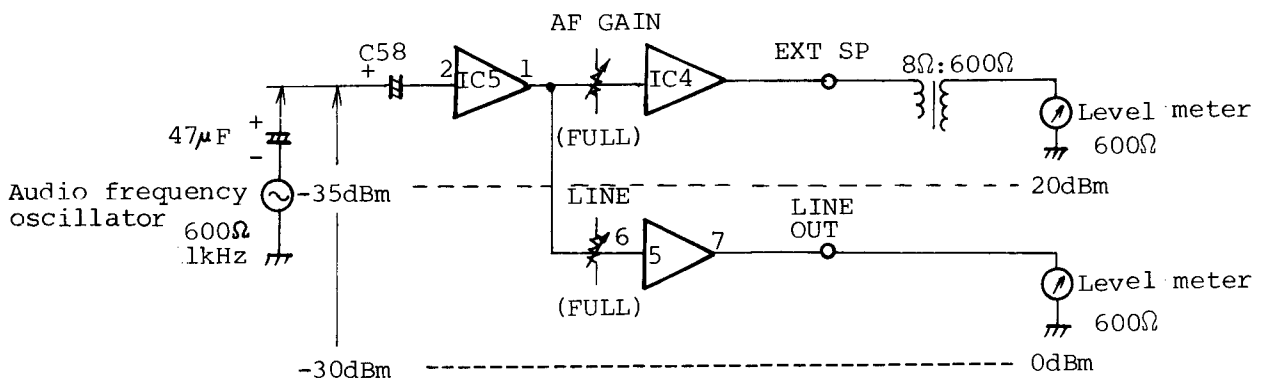 AF GAIN
C58
+
2 IC5 1
IC4
EXT SP
8Ω:600Ω
Level meter
600Ω
(FULL)
47μF
+
-
Audio frequency
oscillator
600Ω
1kHz
-35dBm
20dBm
LINE
6
5
7
LINE
OUT
(FULL)
Level meter
600Ω
-30dBm
0dBm